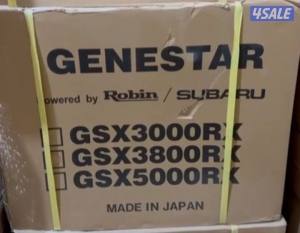 4SALE
GENESTAR
Powered by Robin / SUBARU
GSX3000RX
GSX3800RX
GSX5000RX
MADE IN JAPAN